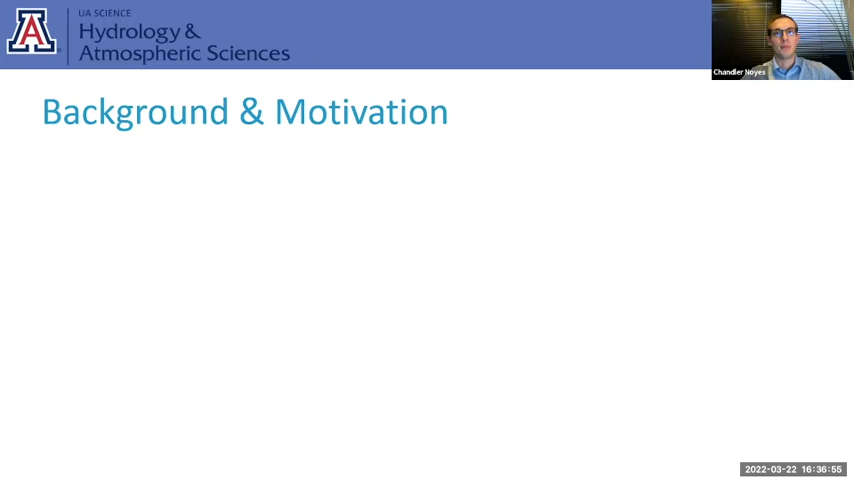 UA SCIENCE
Hydrology &
Atmospheric Sciences
Chandler Noyes
Background & Motivation
2022-03-22 16:36:55